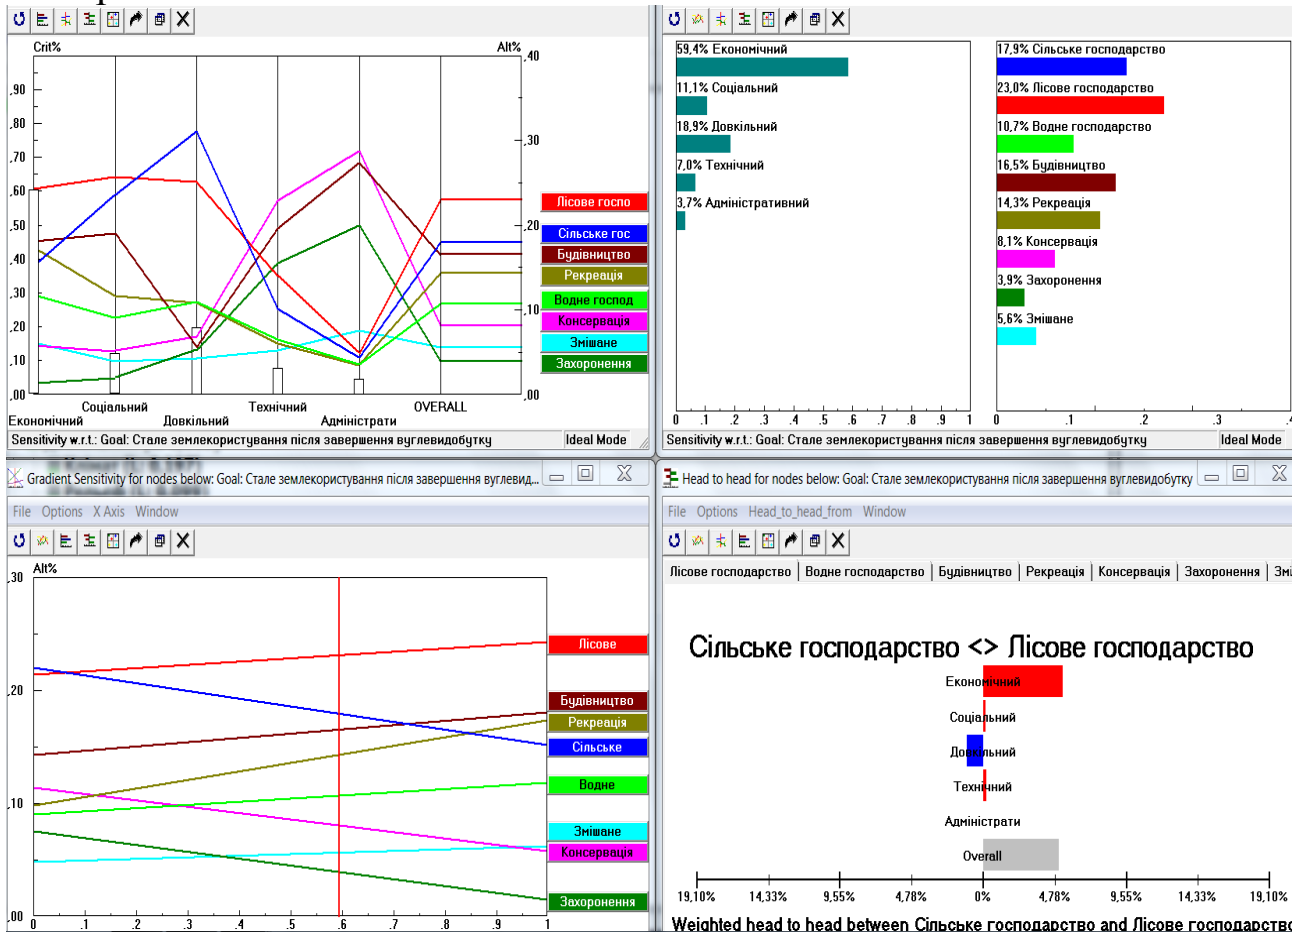 Crit%
Alt%
,90
,80
,70
,60
,50
,40
,30
,20
,10
,00
,40
,30
,20
,10
,00
Лісове госпо
Сільське гос
Будівництво
Рекреація
Водне господ
Консервація
Змішане
Захоронення
Соціальний
Технічний
OVERALL
Економічний
Довкільний
Адміністрати
Sensitivity w.r.t.: Goal: Стале землекористування після завершення вуглевидобутку
Ideal Mode
59,4% Економічний
11,1% Соціальний
18,9% Довкільний
7,0% Технічний
3,7% Адміністративний
0 .1 .2 .3 .4 .5 .6 .7 .8 .9 1
17,9% Сільське господарство
23,0% Лісове господарство
10,7% Водне господарство
16,5% Будівництво
14,3% Рекреація
8,1% Консервація
3,9% Захоронення
5,6% Змішане
0 .1 .2 .3 .4
Sensitivity w.r.t.: Goal: Стале землекористування після завершення вуглевидобутку
Ideal Mode
Gradient Sensitivity for nodes below: Goal: Стале землекористування після завершення вуглевид...
File Options X Axis Window
Alt%
,30
,20
,10
,00
Лісове
Будівництво
Рекреація
Сільське
Водне
Змішане
Консервація
Захоронення
0 .1 .2 .3 .4 .5 .6 .7 .8 .9 1
Head to head for nodes below: Goal: Стале землекористування після завершення вуглевидобутку
File Options Head_to_head_from Window
Лісове господарство Водне господарство Будівництво Рекреація Консервація Захоронення Змі
Сільське господарство <> Лісове господарство
Економічний
Соціальний
Довкільний
Технічний
Адміністрати
Overall
19,10% 14,33% 9,55% 4,78% 0% 4,78% 9,55% 14,33% 19,10%
Weighted head to head between Сільське господарство and Лісове господарство